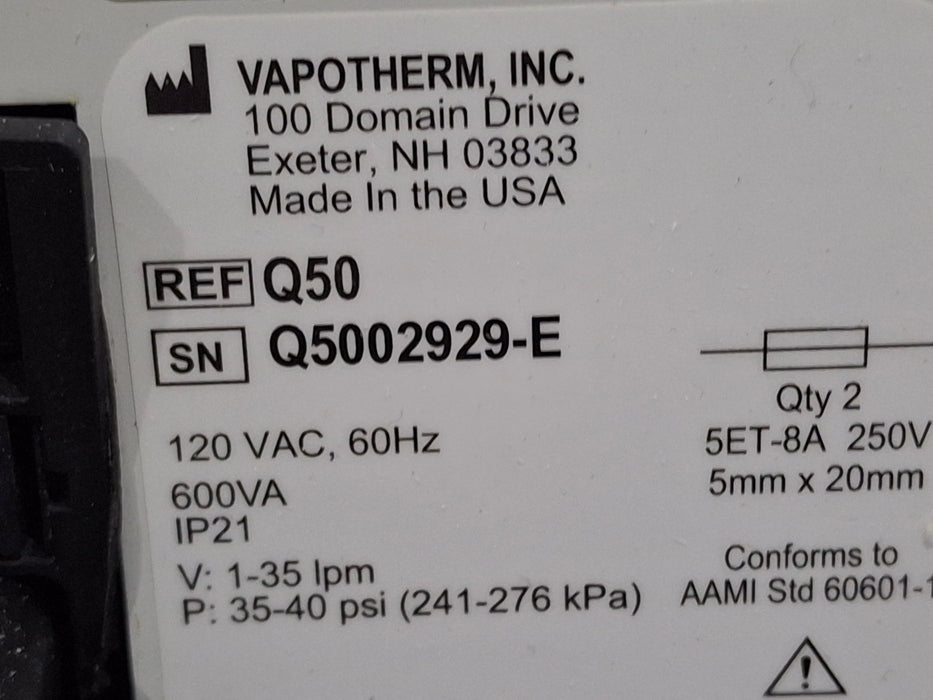 VAPOTHERM, INC.
100 Domain Drive
Exeter, NH 03833
Made In the USA
REF Q50
SN Q5002929-E
120 VAC, 60Hz
600VA
IP21
V: 1-35 lpm
P: 35-40 psi (241-276 kPa)
Qty 2
5ET-8A 250V
5mm x 20mm
Conforms to
AAMI Std 60601-1
!